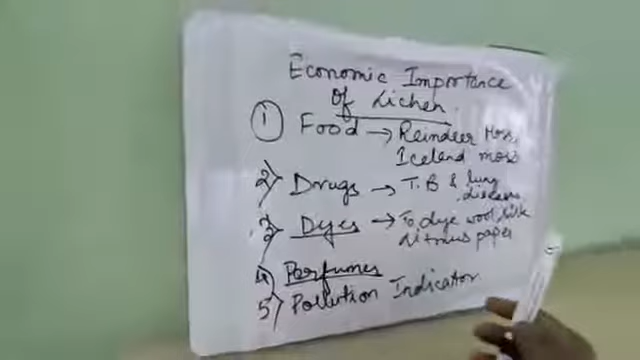 Economic Importance
of Lichen
1 Food → Reindeer Moss,
Iceland moss
2) Drugs → T.B & lung
diseases
3) Dyes → To dye wool, silk
Litmus paper
4) Perfumes
5) Pollution Indicator